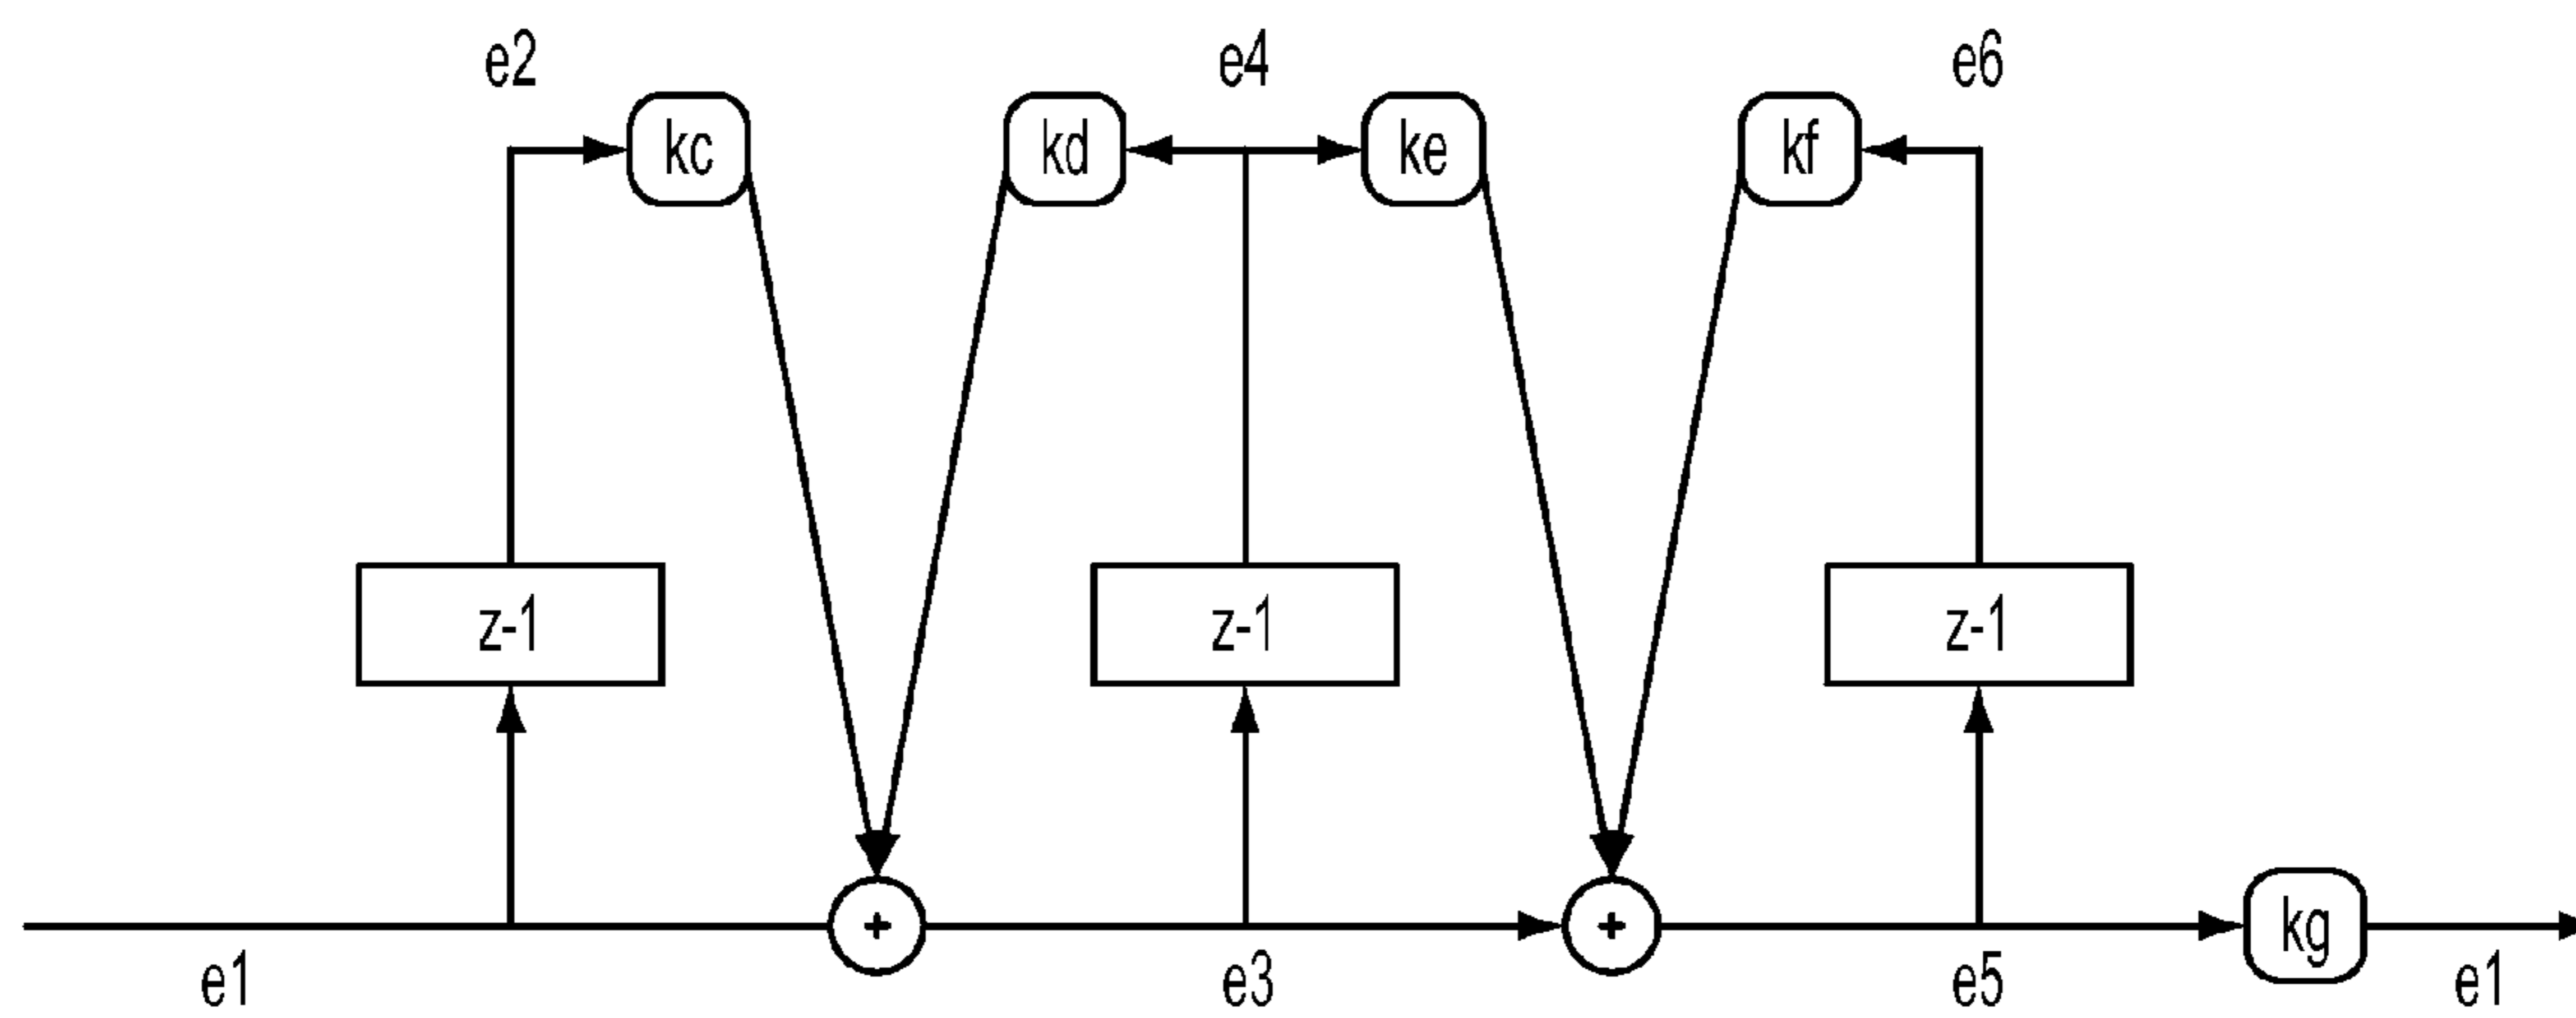 e2 e4 e6
kc kd ke kf
z-1 z-1 z-1
+ + kg
e1 e3 e5 e1